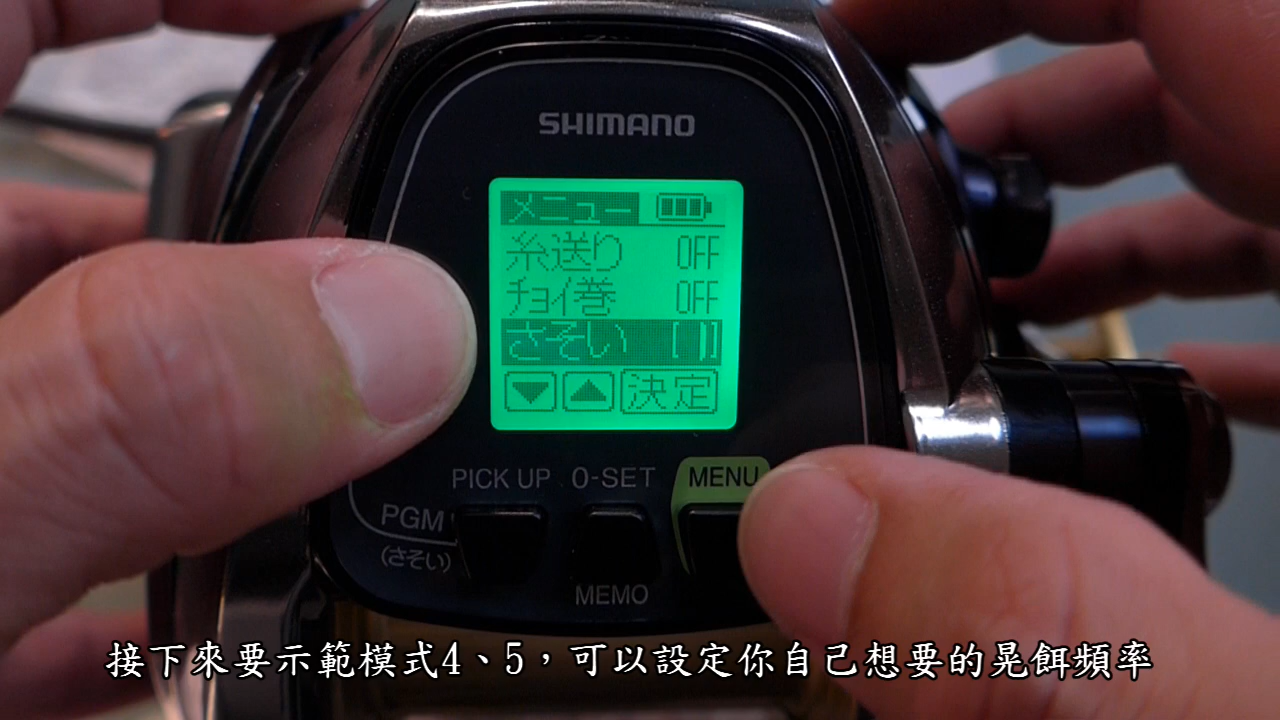 SHIMANO
メニュー
糸送り OFF
チョイ巻 OFF
さそい [ ]
▼ ▲ 決定
PICK UP 0-SET MENU
PGM
(さそい)
MEMO
接下來要示範模式4、5，可以設定你自己想要的晃餌頻率